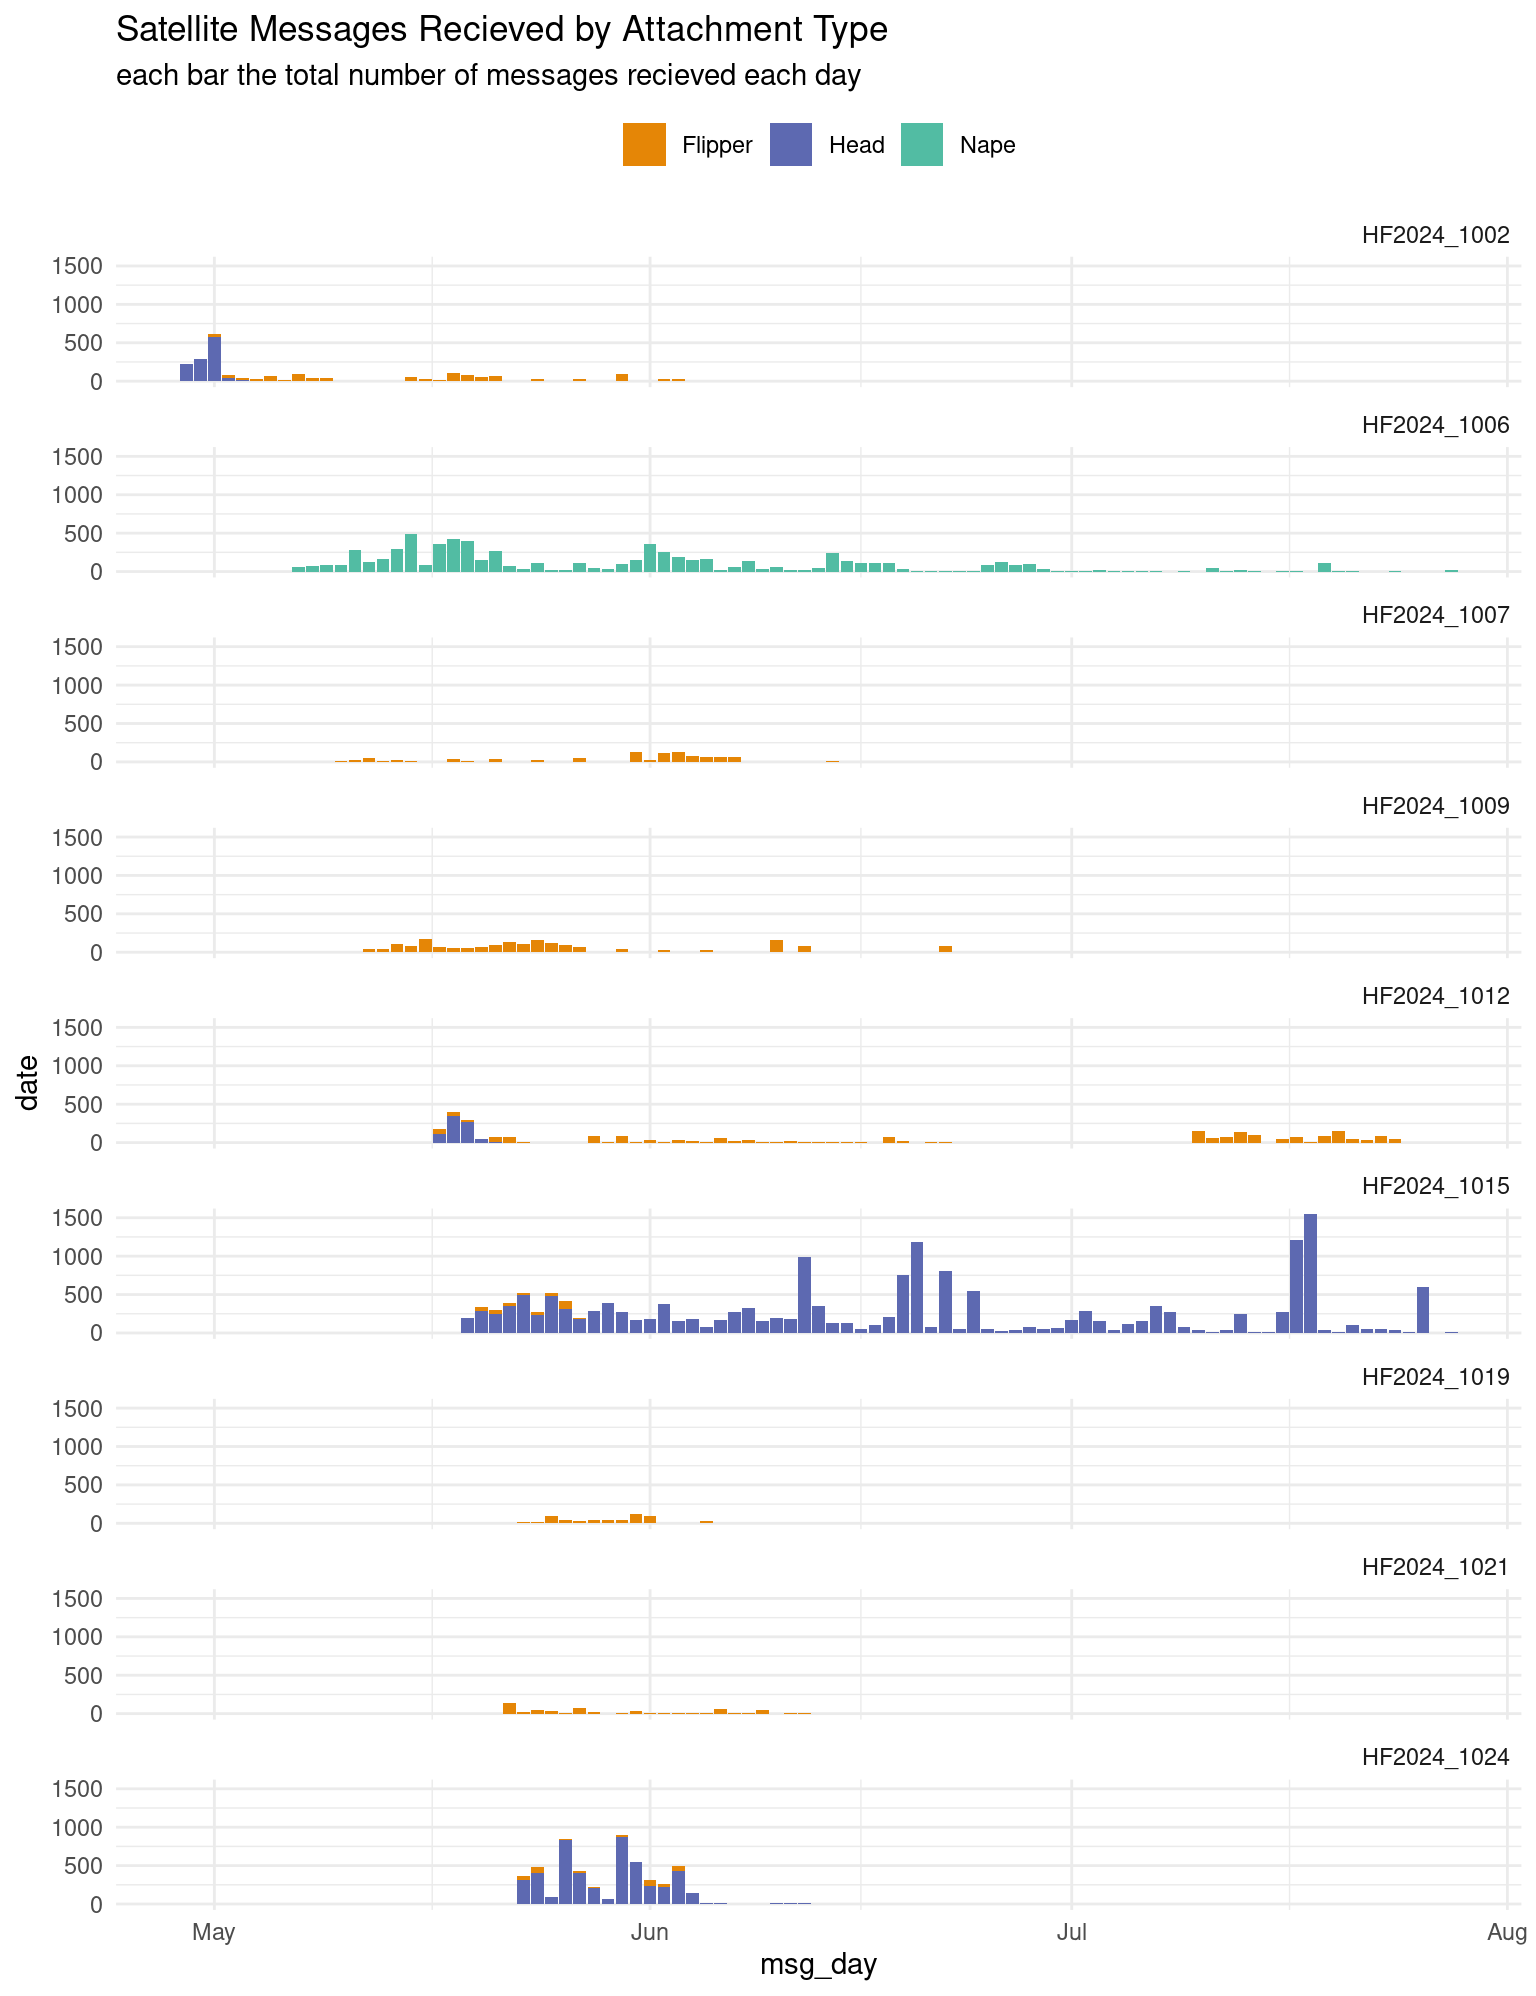 Satellite Messages Recieved by Attachment Type
each bar the total number of messages recieved each day
Flipper Head Nape
HF2024_1002
1500
1000
500
0
HF2024_1006
1500
1000
500
0
HF2024_1007
1500
1000
500
0
HF2024_1009
1500
1000
500
0
HF2024_1012
1500
1000
500
0
date
HF2024_1015
1500
1000
500
0
HF2024_1019
1500
1000
500
0
HF2024_1021
1500
1000
500
0
HF2024_1024
1500
1000
500
0
May Jun Jul Aug
msg_day